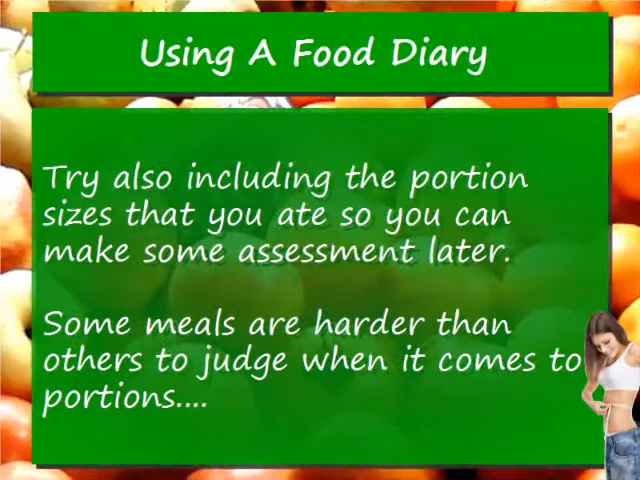 Using A Food Diary
Try also including the portion
sizes that you ate so you can
make some assessment later.
Some meals are harder than
others to judge when it comes to
portions....